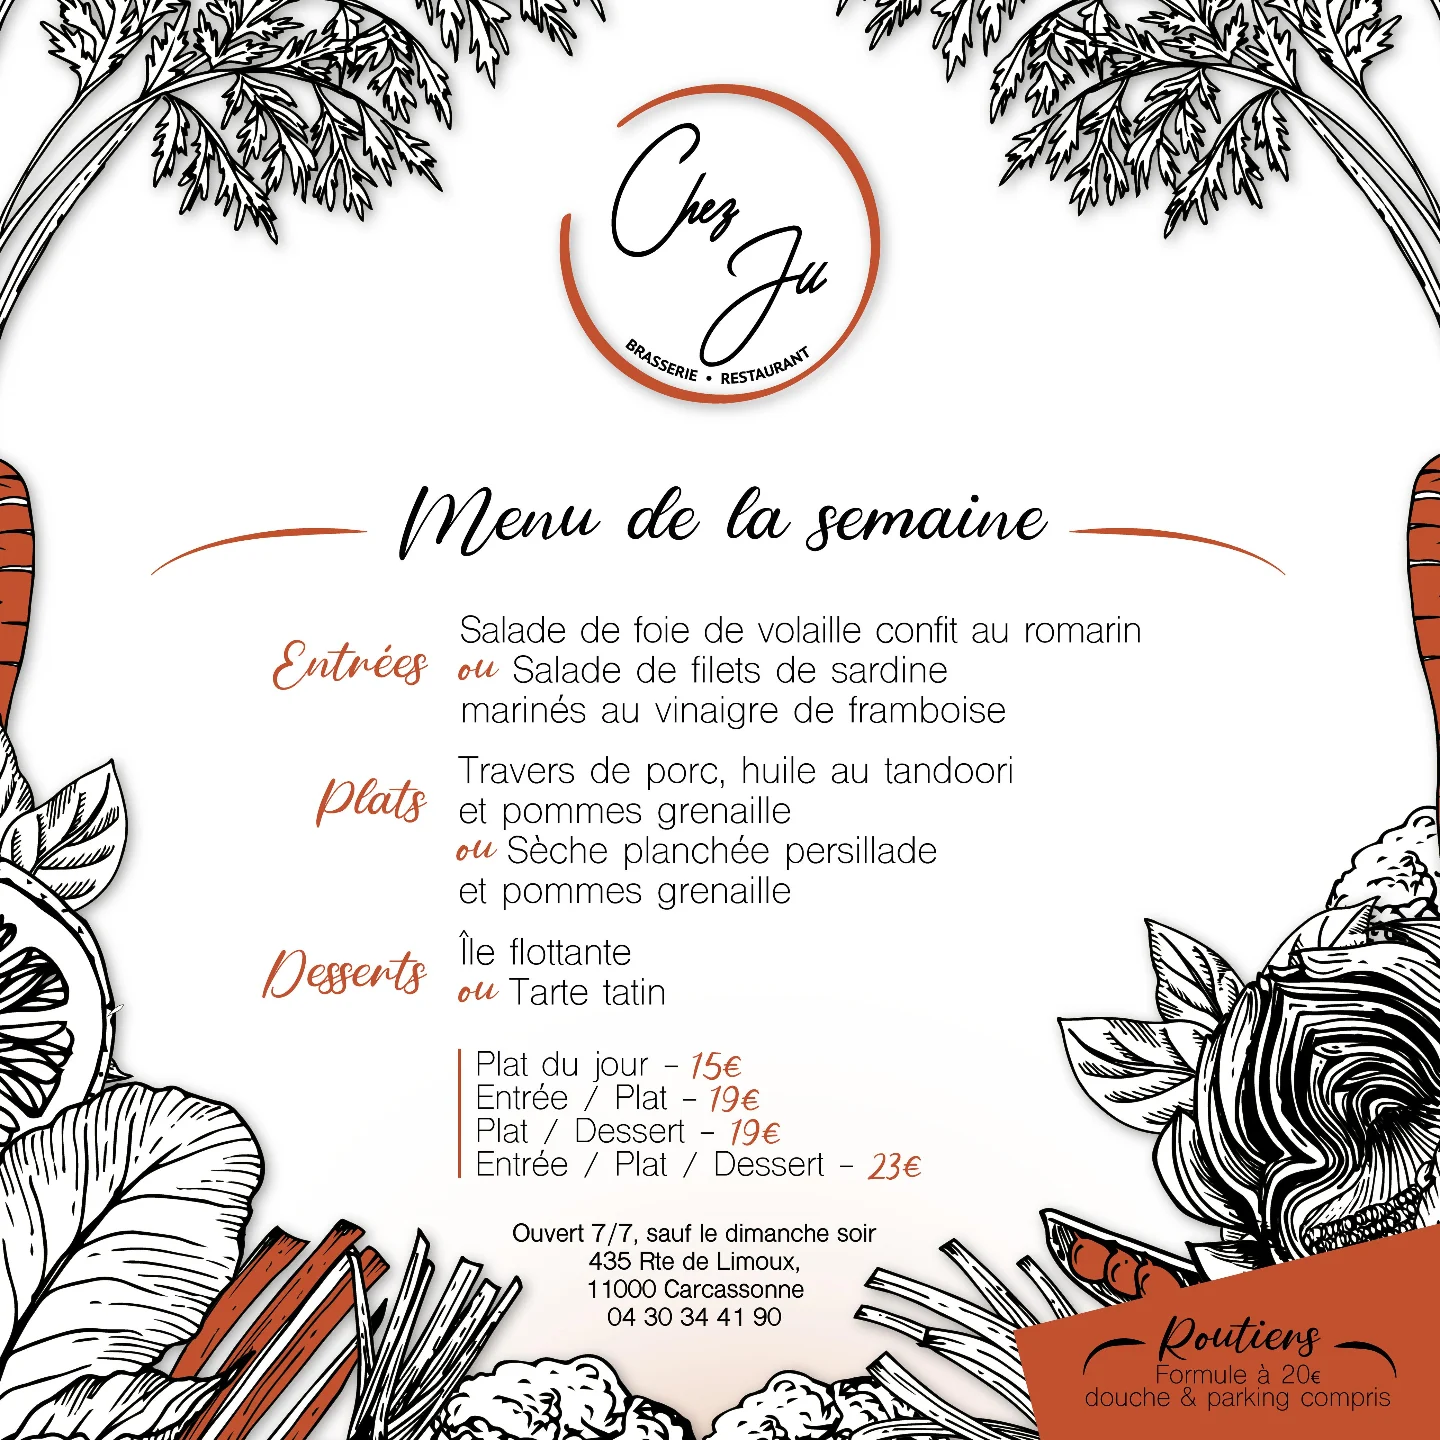 Chez
Ju
BRASSERIE • RESTAURANT
Menu de la semaine
Entrées
Salade de foie de volaille confit au romarin
ou Salade de filets de sardine
marinés au vinaigre de framboise
Plats
Travers de porc, huile au tandoori
et pommes grenaille
ou Sèche planchée persillade
et pommes grenaille
Desserts
Île flottante
ou Tarte tatin
Plat du jour - 15€
Entrée / Plat - 19€
Plat / Dessert - 19€
Entrée / Plat / Dessert - 23€
Ouvert 7/7, sauf le dimanche soir
435 Rte de Limoux,
11000 Carcassonne
04 30 34 41 90
Routiers
Formule à 20€
douche & parking compris